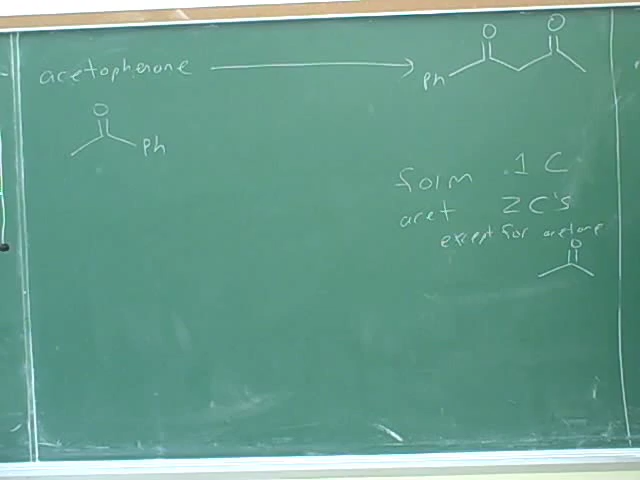 acetophenone
O
O
Ph
O
Ph
form 1 C
acet 2 C's
except for acetone
O